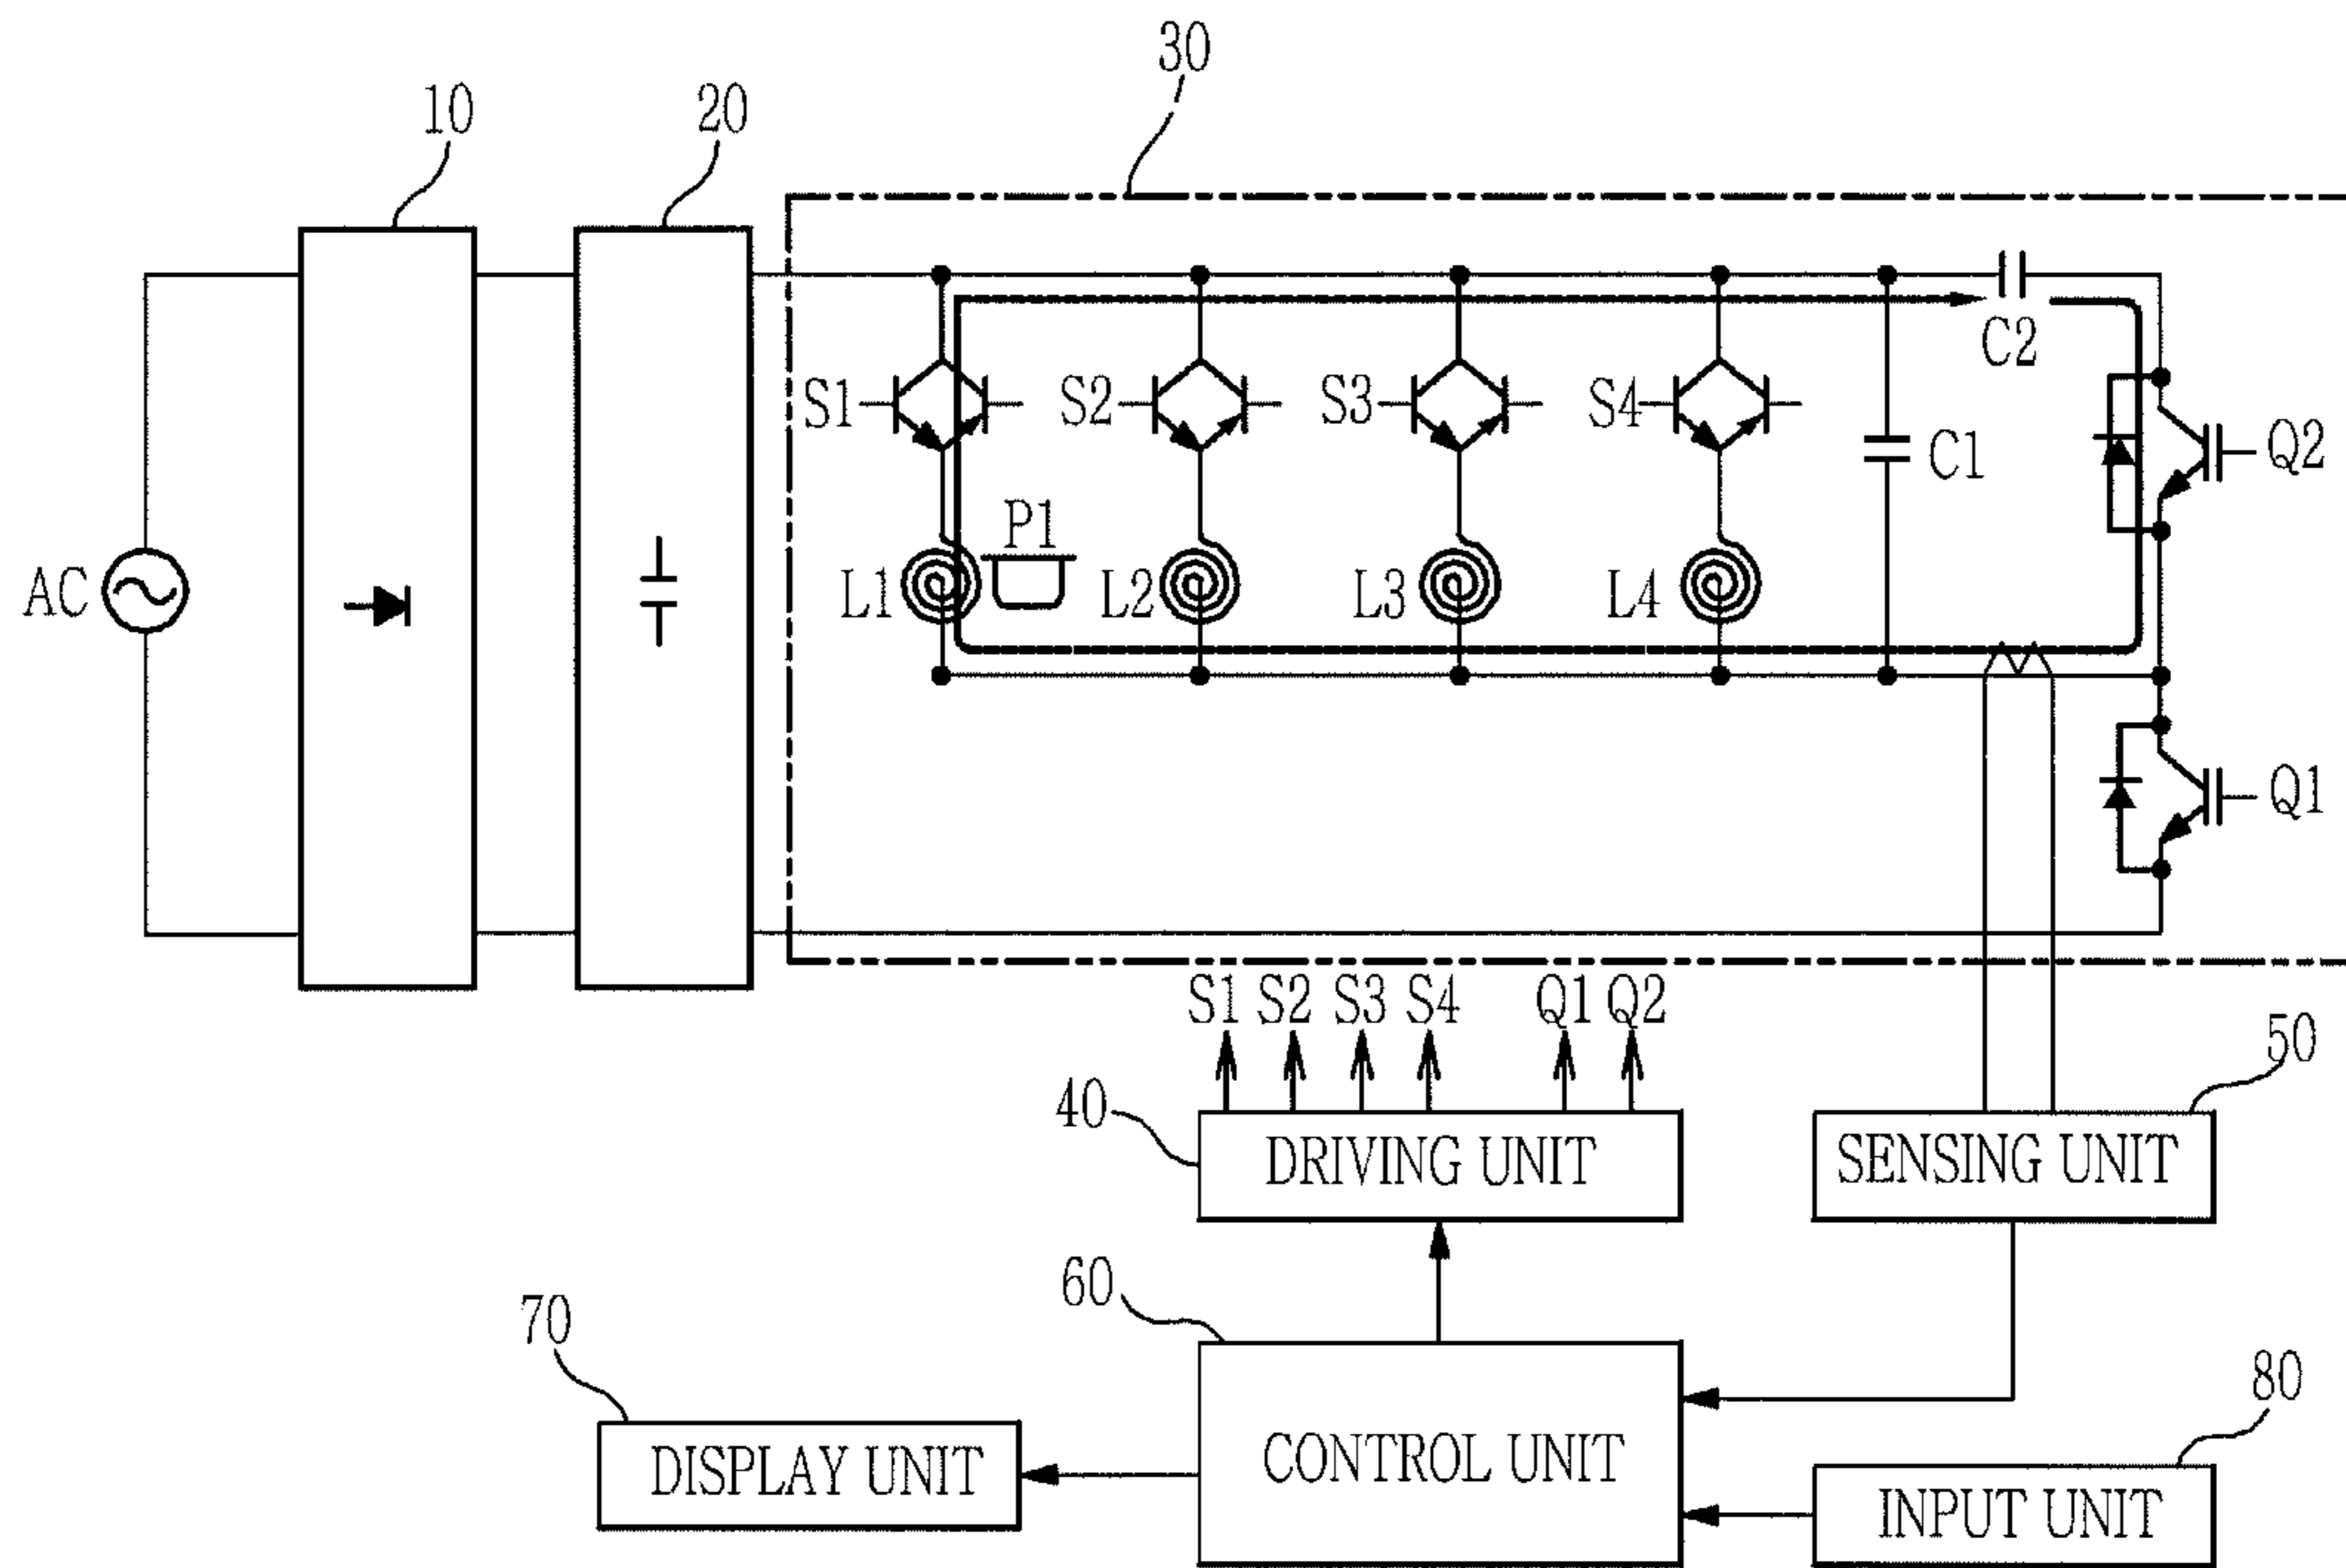 30
10
20
C2
S1
S2
S3
S4
C1
Q2
P1
AC
L1
L2
L3
L4
Q1
S1 S2 S3 S4 Q1 Q2
50
40
DRIVING UNIT
SENSING UNIT
60
70
80
DISPLAY UNIT
CONTROL UNIT
INPUT UNIT